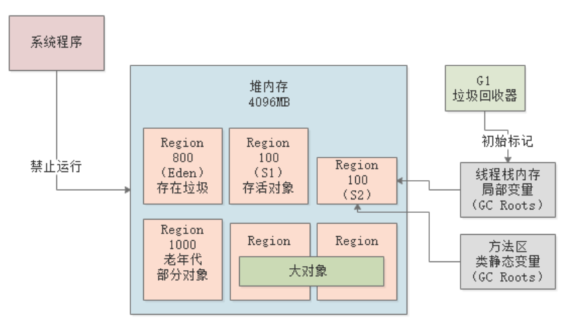 系统程序
禁止运行
堆内存
4096MB
Region
800
(Eden)
存在垃圾
Region
100
(S1)
存活对象
Region
100
(S2)
Region
1000
老年代
部分对象
Region
Region
大对象
G1
垃圾回收器
初始标记
线程栈内存
局部变量
(GC Roots)
方法区
类静态变量
(GC Roots)